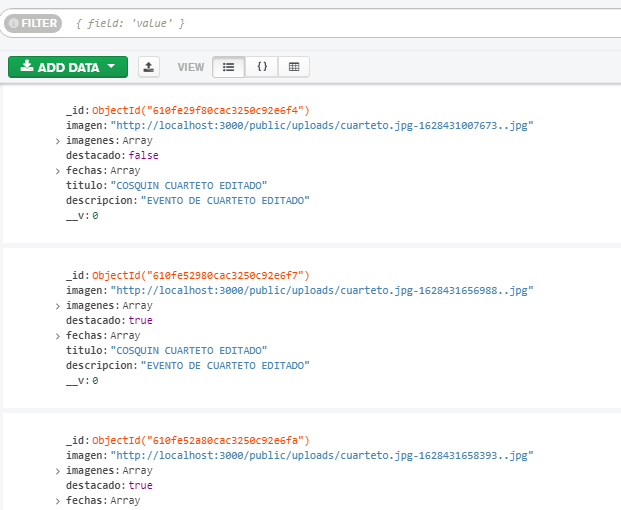 FILTER { field: 'value' }
ADD DATA VIEW { }
_id: ObjectId("610fe29f80cac3250c92e6f4")
imagen: "http://localhost:3000/public/uploads/cuarteto.jpg-1628431007673..jpg"
> imagenes: Array
destacado: false
> fechas: Array
titulo: "COSQUIN CUARTETO EDITADO"
descripcion: "EVENTO DE CUARTETO EDITADO"
__v: 0
_id: ObjectId("610fe52980cac3250c92e6f7")
imagen: "http://localhost:3000/public/uploads/cuarteto.jpg-1628431656988..jpg"
> imagenes: Array
destacado: true
> fechas: Array
titulo: "COSQUIN CUARTETO EDITADO"
descripcion: "EVENTO DE CUARTETO EDITADO"
__v: 0
_id: ObjectId("610fe52a80cac3250c92e6fa")
imagen: "http://localhost:3000/public/uploads/cuarteto.jpg-1628431658393..jpg"
> imagenes: Array
destacado: true
> fechas: Array